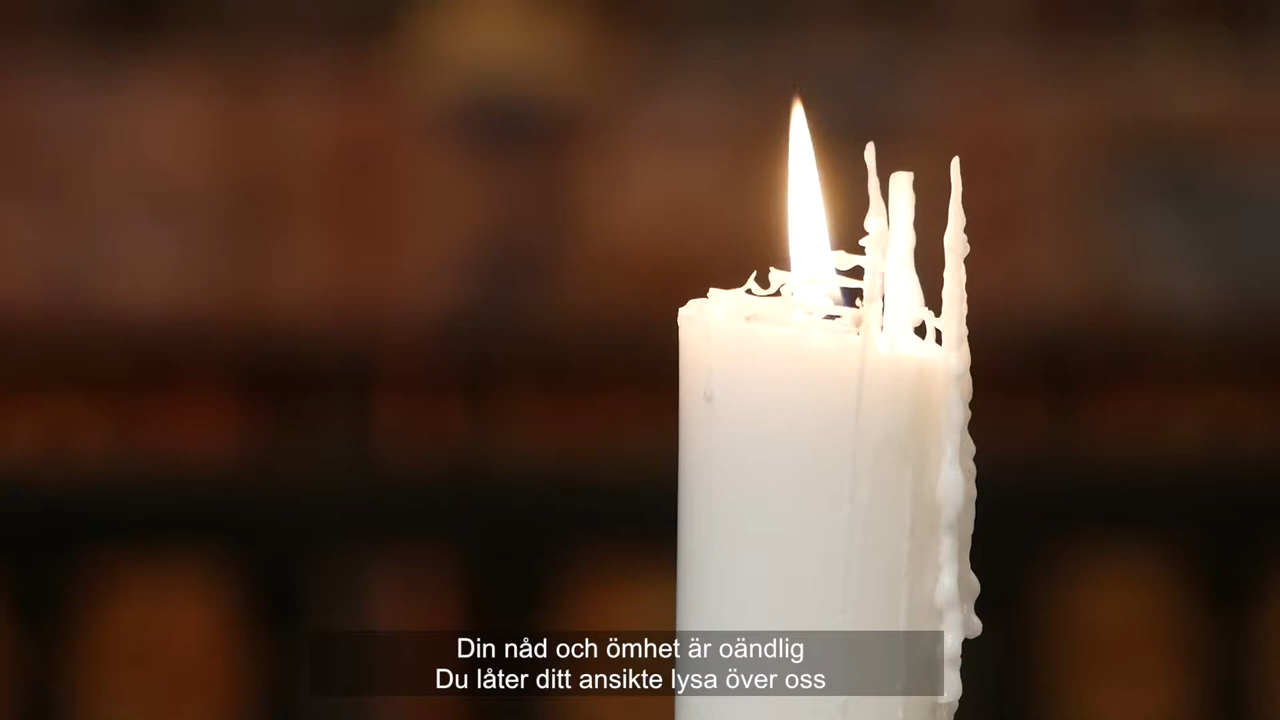 Din nåd och ömhet är oändlig
Du låter ditt ansikte lysa över oss